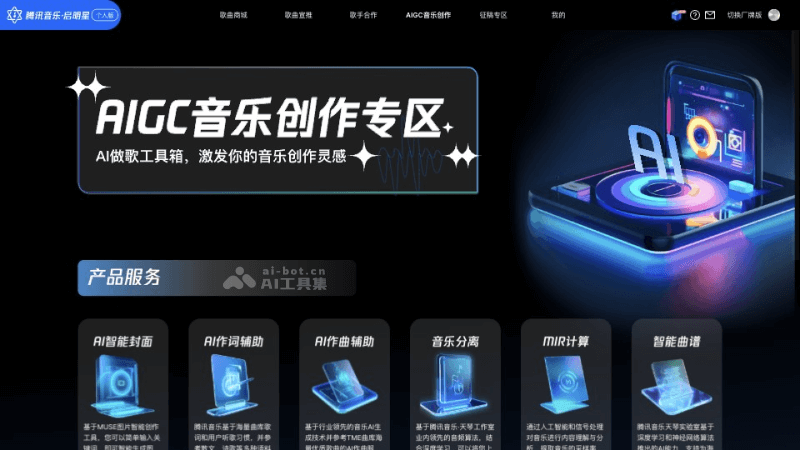 腾讯音乐·启明星 个人版
歌曲商城 歌曲宣推 歌手合作 AIGC音乐创作 征稿专区 我的
切换厂牌版
AIGC音乐创作专区
AI做歌工具箱，激发你的音乐创作灵感
AI
产品服务
ai-bot.cn
AI工具集
AI智能封面
基于MUSE图片智能创作
工具，您可以简单输入关
键词，即可智能生成图
AI作词辅助
腾讯音乐基于海量曲库歌
词和用户听歌习惯，并参
考散文、诗歌等多种语料
AI作曲辅助
基于行业领先的音乐AI生
成技术并参考TME曲库海
量优质歌曲的AI作曲辅
音乐分离
基于腾讯音乐·天琴工作室
业内领先的音频算法，结
合深度学习，可以将您上
MIR计算
通过人工智能和信号处理
对音乐进行内容理解与分
析，提取音乐的采样率、
智能曲谱
腾讯音乐天琴实验室基于
深度学习和神经网络算法
推出的AI能力，支持为海